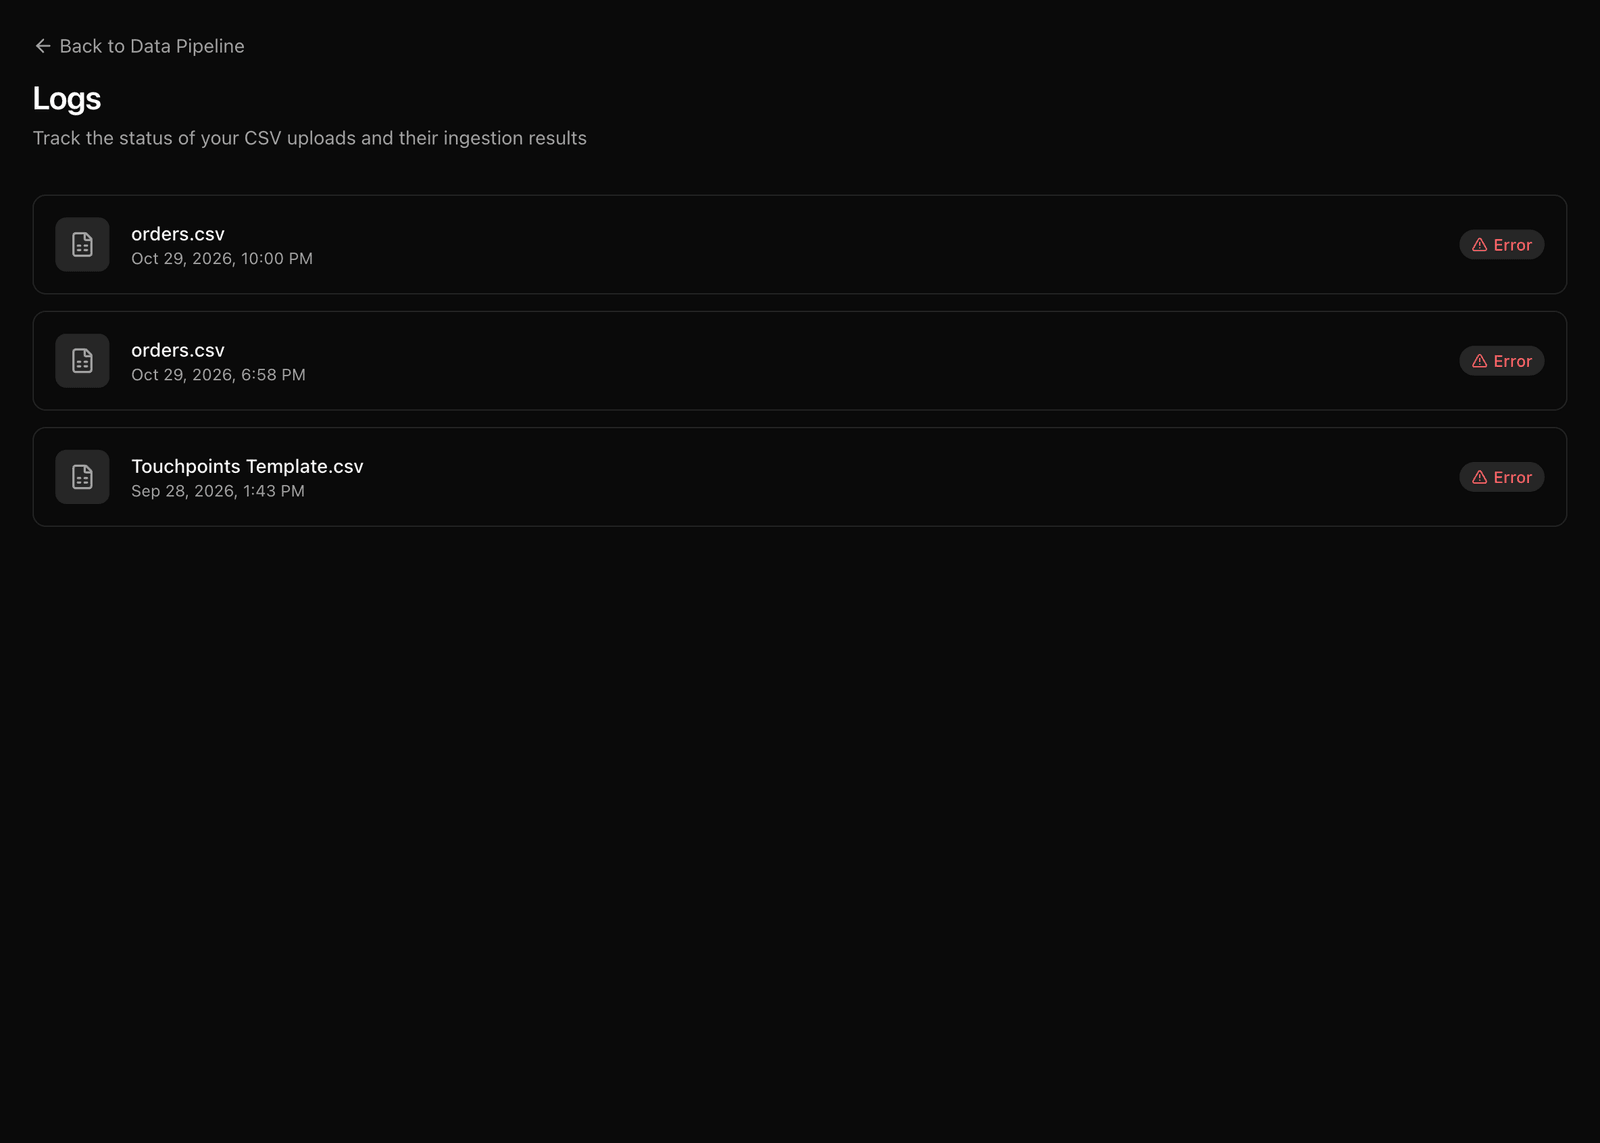 Back to Data Pipeline
Logs
Track the status of your CSV uploads and their ingestion results
orders.csv
Oct 29, 2026, 10:00 PM
Error
orders.csv
Oct 29, 2026, 6:58 PM
Error
Touchpoints Template.csv
Sep 28, 2026, 1:43 PM
Error